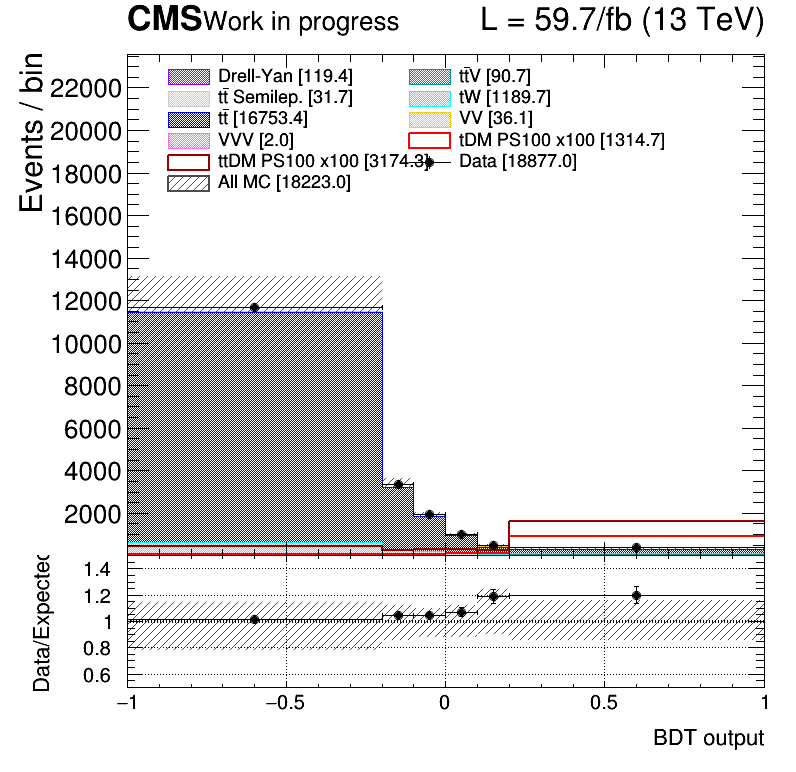 CMS Work in progress L = 59.7/fb (13 TeV)
Events / bin
22000
20000
18000
16000
14000
12000
10000
8000
6000
4000
2000
Drell-Yan [119.4]
tt̄ Semilep. [31.7]
tt̄ [16753.4]
VVV [2.0]
ttDM PS100 x100 [3174.3]
All MC [18223.0]
tt̄V [90.7]
tW [1189.7]
VV [36.1]
tDM PS100 x100 [1314.7]
Data [18877.0]
Data/Expected
1.4
1.2
1
0.8
0.6
−1 −0.5 0 0.5 1
BDT output